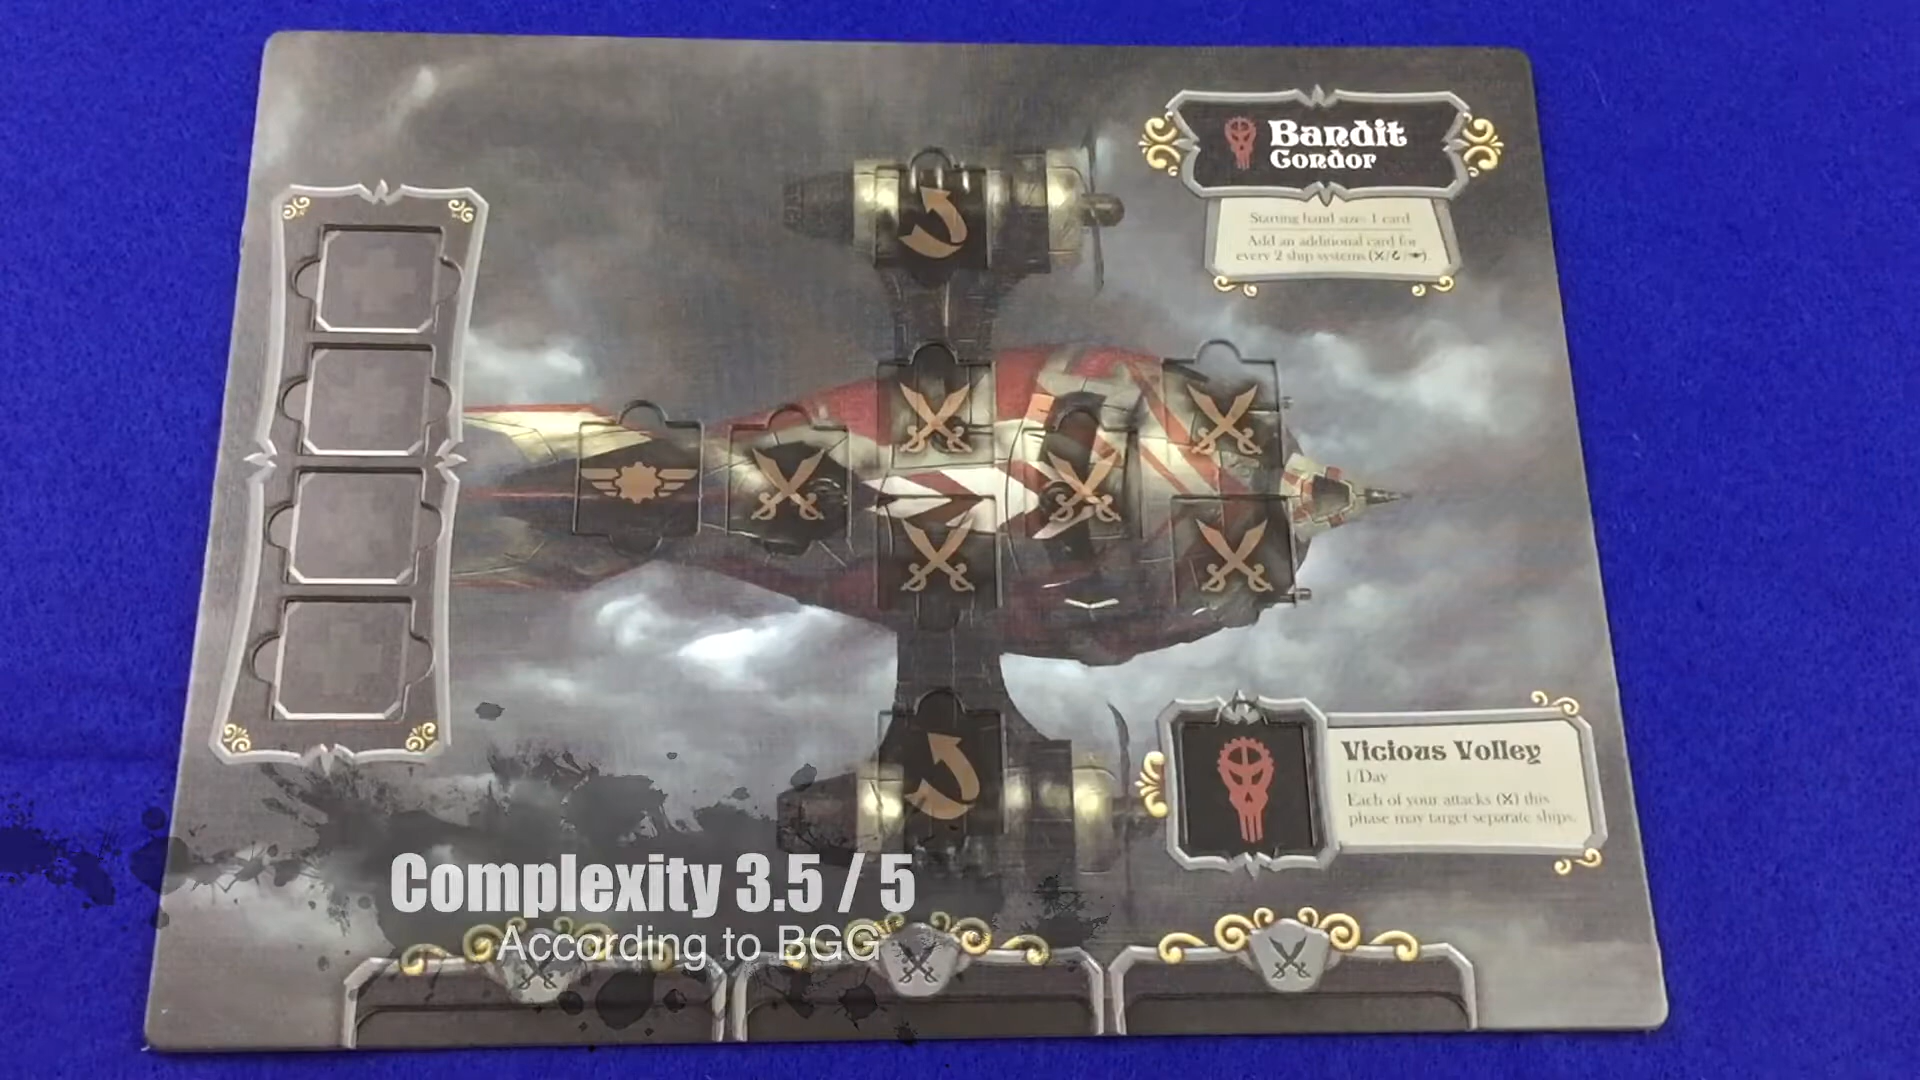 Bandit
Condor
Starting hand size: 1 card
Add an additional card for
every 2 ship systems
Vicious Volley
1/Day
Each of your attacks (X) this
phase may target separate ships.
Complexity 3.5 / 5
According to BGG